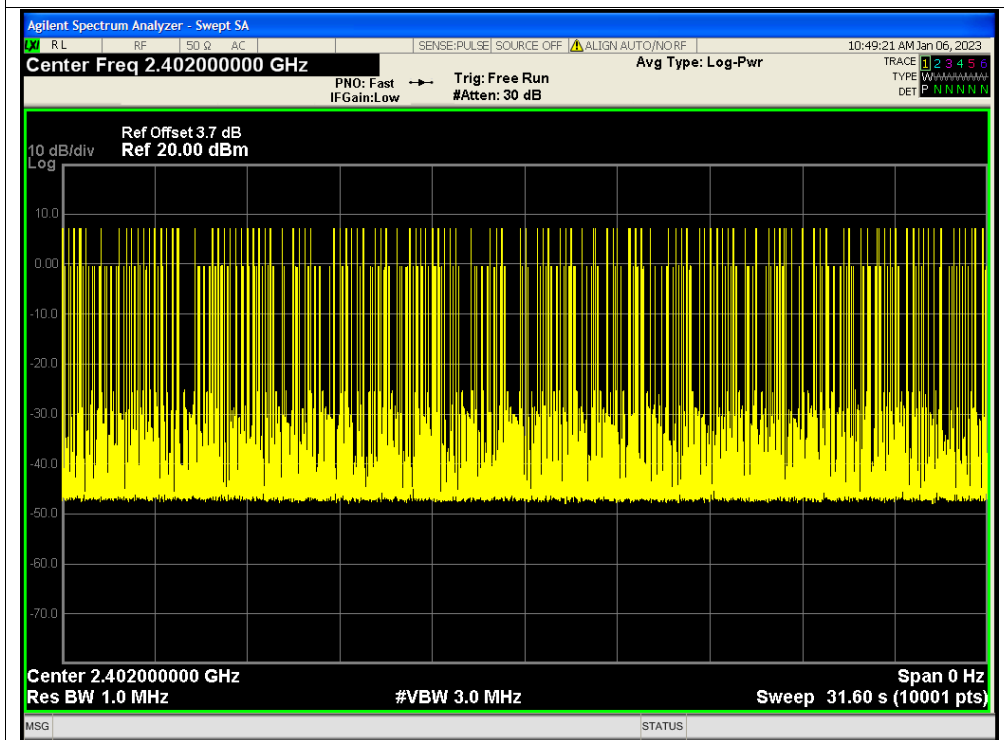 Agilent Spectrum Analyzer - Swept SA
LXI RL RF 50 Ω AC SENSE:PULSE SOURCE OFF ALIGN AUTO/NO RF 10:49:21 AM Jan 06, 2023
Center Freq 2.402000000 GHz
PNO: Fast
IFGain:Low
Trig: Free Run
#Atten: 30 dB
Avg Type: Log-Pwr
TRACE 1 2 3 4 5 6
TYPE WWWWWW
DET P N N N N N
Ref Offset 3.7 dB
10 dB/div Ref 20.00 dBm
Log
10.0
0.00
-10.0
-20.0
-30.0
-40.0
-50.0
-60.0
-70.0
Center 2.402000000 GHz Span 0 Hz
Res BW 1.0 MHz #VBW 3.0 MHz Sweep 31.60 s (10001 pts)
MSG STATUS